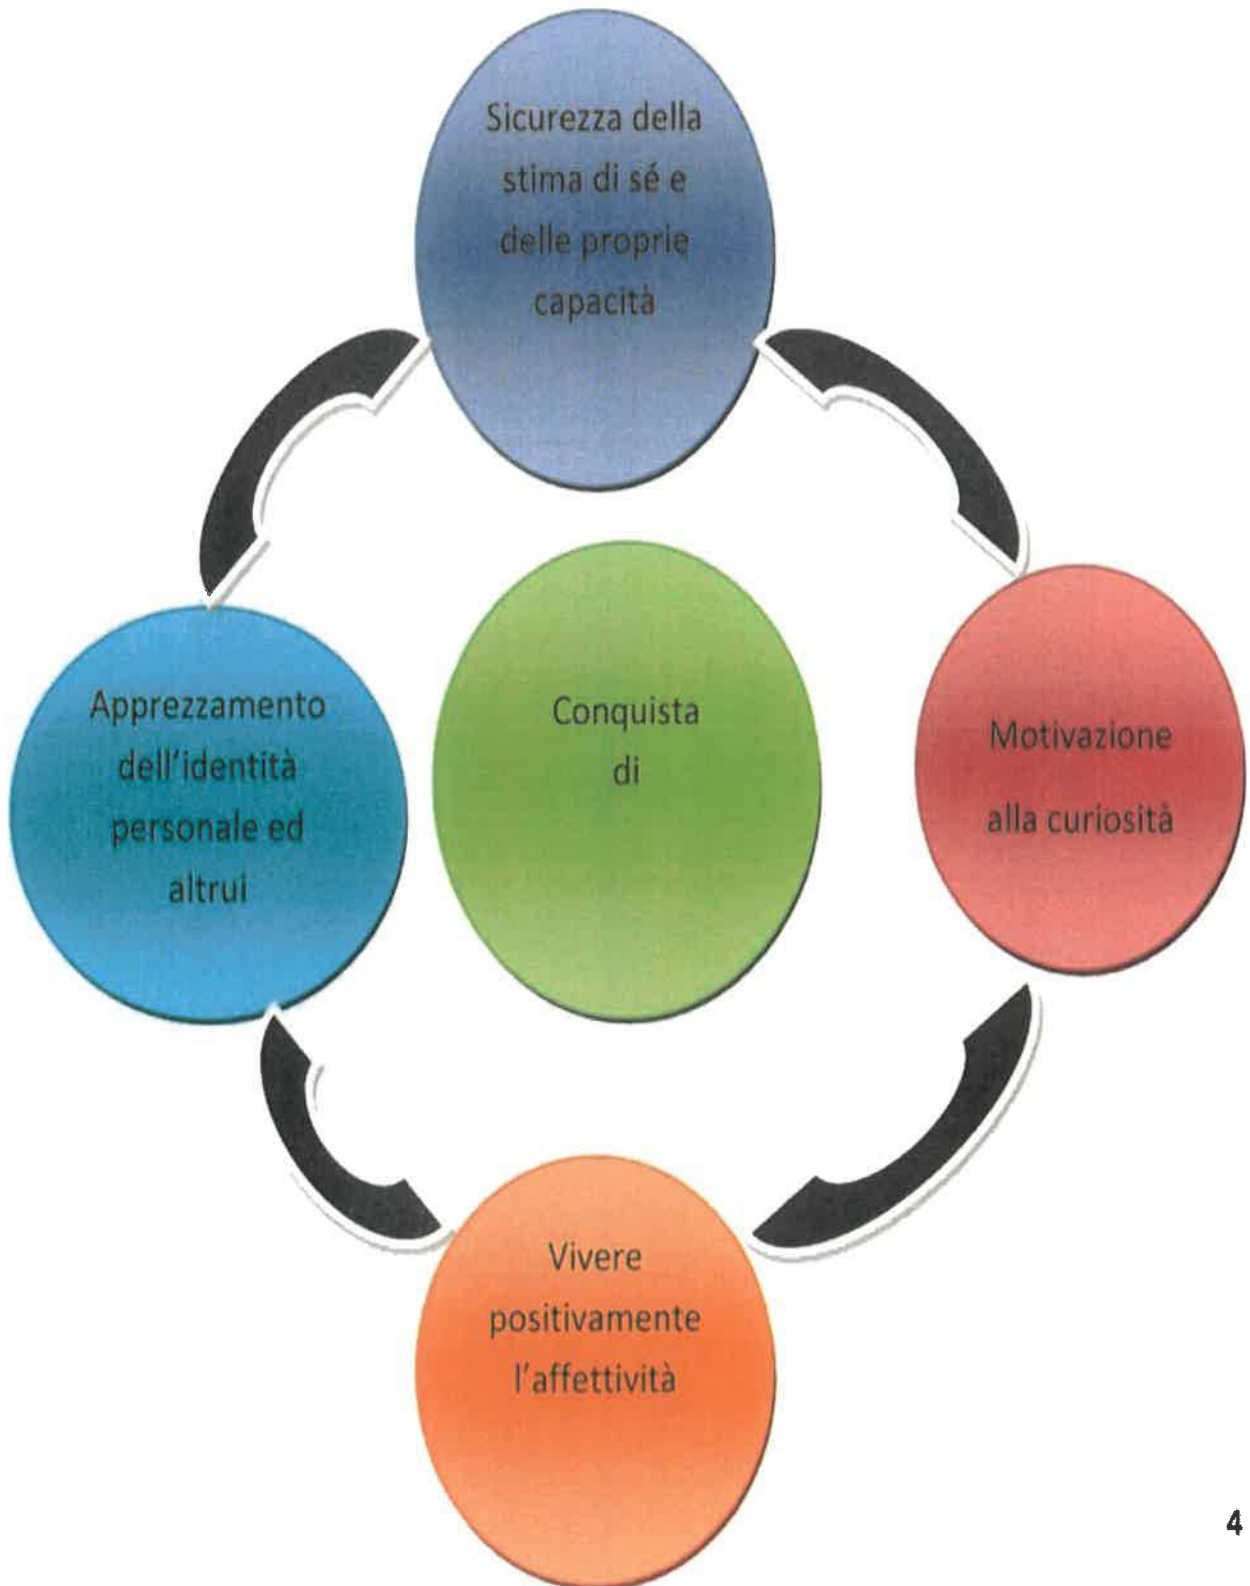 Sicurezza della
stima di sé e
delle proprie
capacità
Apprezzamento
dell'identità
personale ed
altrui
Conquista
di
Motivazione
alla curiosità
Vivere
positivamente
l'affettività
4